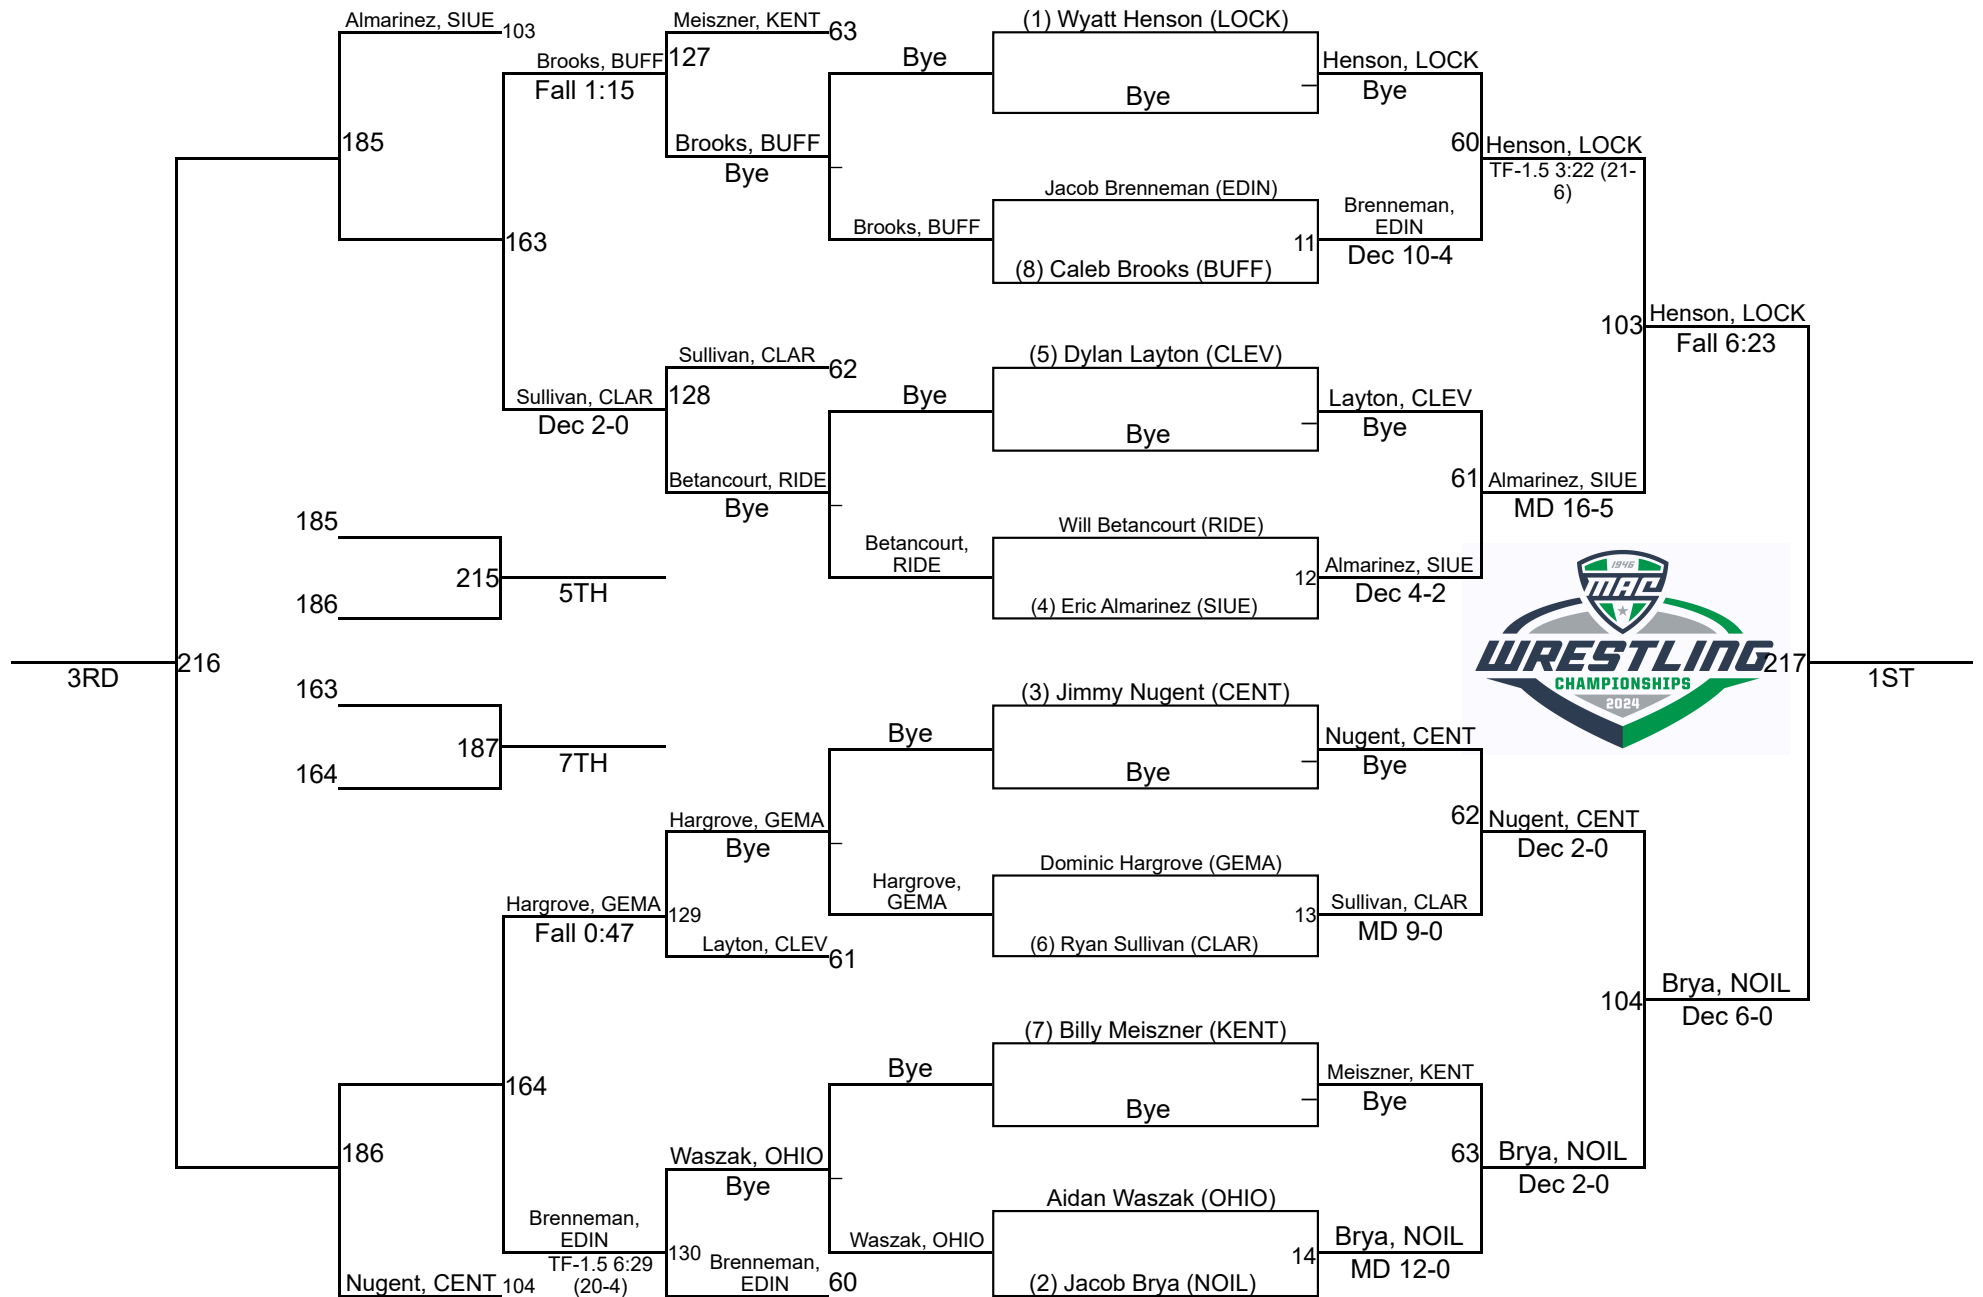 Almarinez, SIUE
103
Brooks, BUFF
Fall 1:15
185
163
Meiszner, KENT
63
127
Brooks, BUFF
Bye
Bye
Brooks, BUFF
(1) Wyatt Henson (LOCK)
Bye
Jacob Brenneman (EDIN)
(8) Caleb Brooks (BUFF)
11
Henson, LOCK
Bye
60
Brenneman,
EDIN
Dec 10-4
Henson, LOCK
TF-1.5 3:22 (21-
6)
103
Henson, LOCK
Fall 6:23
Sullivan, CLAR
Dec 2-0
Sullivan, CLAR
62
128
Betancourt, RIDE
Bye
Bye
Betancourt,
RIDE
(5) Dylan Layton (CLEV)
Bye
Will Betancourt (RIDE)
(4) Eric Almarinez (SIUE)
12
Layton, CLEV
Bye
61
Almarinez, SIUE
Dec 4-2
Almarinez, SIUE
MD 16-5
185
186
215
5TH
3RD
216
163
164
187
7TH
1946
MAC
WRESTLING
CHAMPIONSHIPS
2024
217
1ST
(3) Jimmy Nugent (CENT)
Bye
Bye
Hargrove, GEMA
Bye
Hargrove,
GEMA
Dominic Hargrove (GEMA)
(6) Ryan Sullivan (CLAR)
13
Nugent, CENT
Bye
62
Sullivan, CLAR
MD 9-0
Nugent, CENT
Dec 2-0
Hargrove, GEMA
Fall 0:47
129
Layton, CLEV
61
104
Brya, NOIL
Dec 6-0
164
186
Bye
(7) Billy Meiszner (KENT)
Bye
Meiszner, KENT
Bye
63
Brya, NOIL
Dec 2-0
Waszak, OHIO
Bye
Waszak, OHIO
Aidan Waszak (OHIO)
(2) Jacob Brya (NOIL)
14
Brya, NOIL
MD 12-0
Brenneman,
EDIN
TF-1.5 6:29
(20-4)
130
Brenneman,
EDIN
60
Nugent, CENT
104